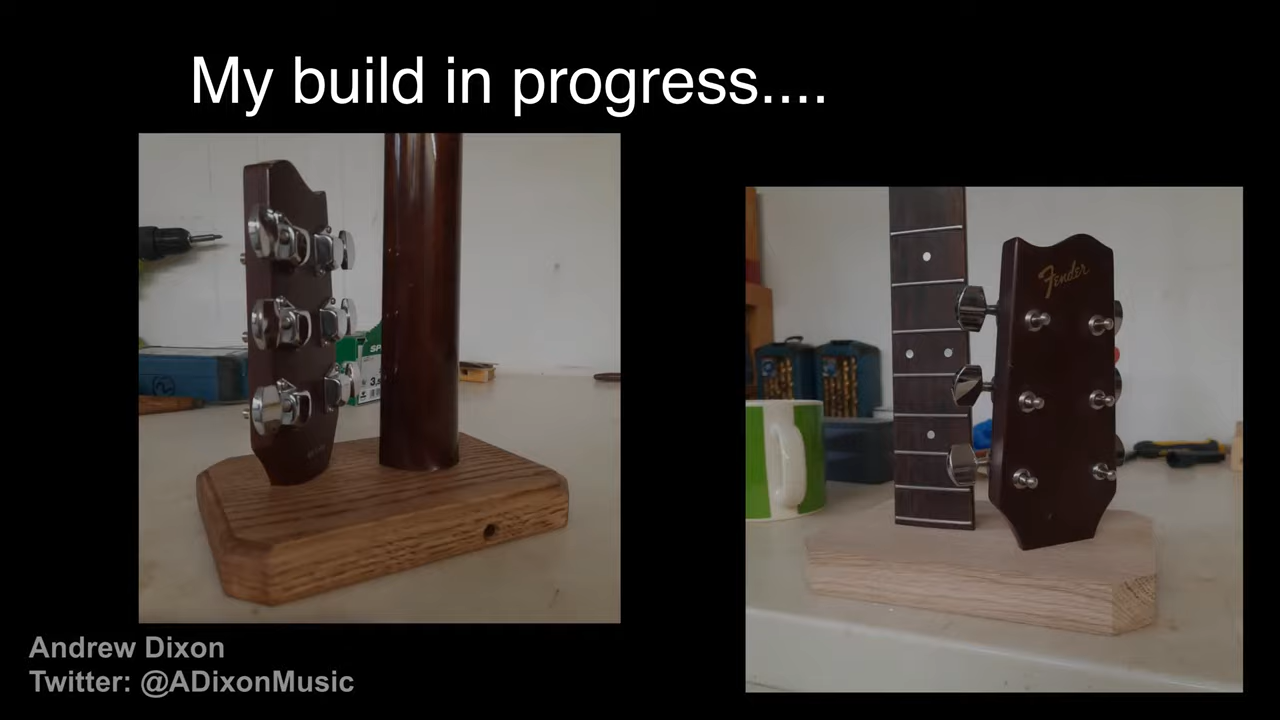 My build in progress....
Fender
Andrew Dixon
Twitter: @ADixonMusic